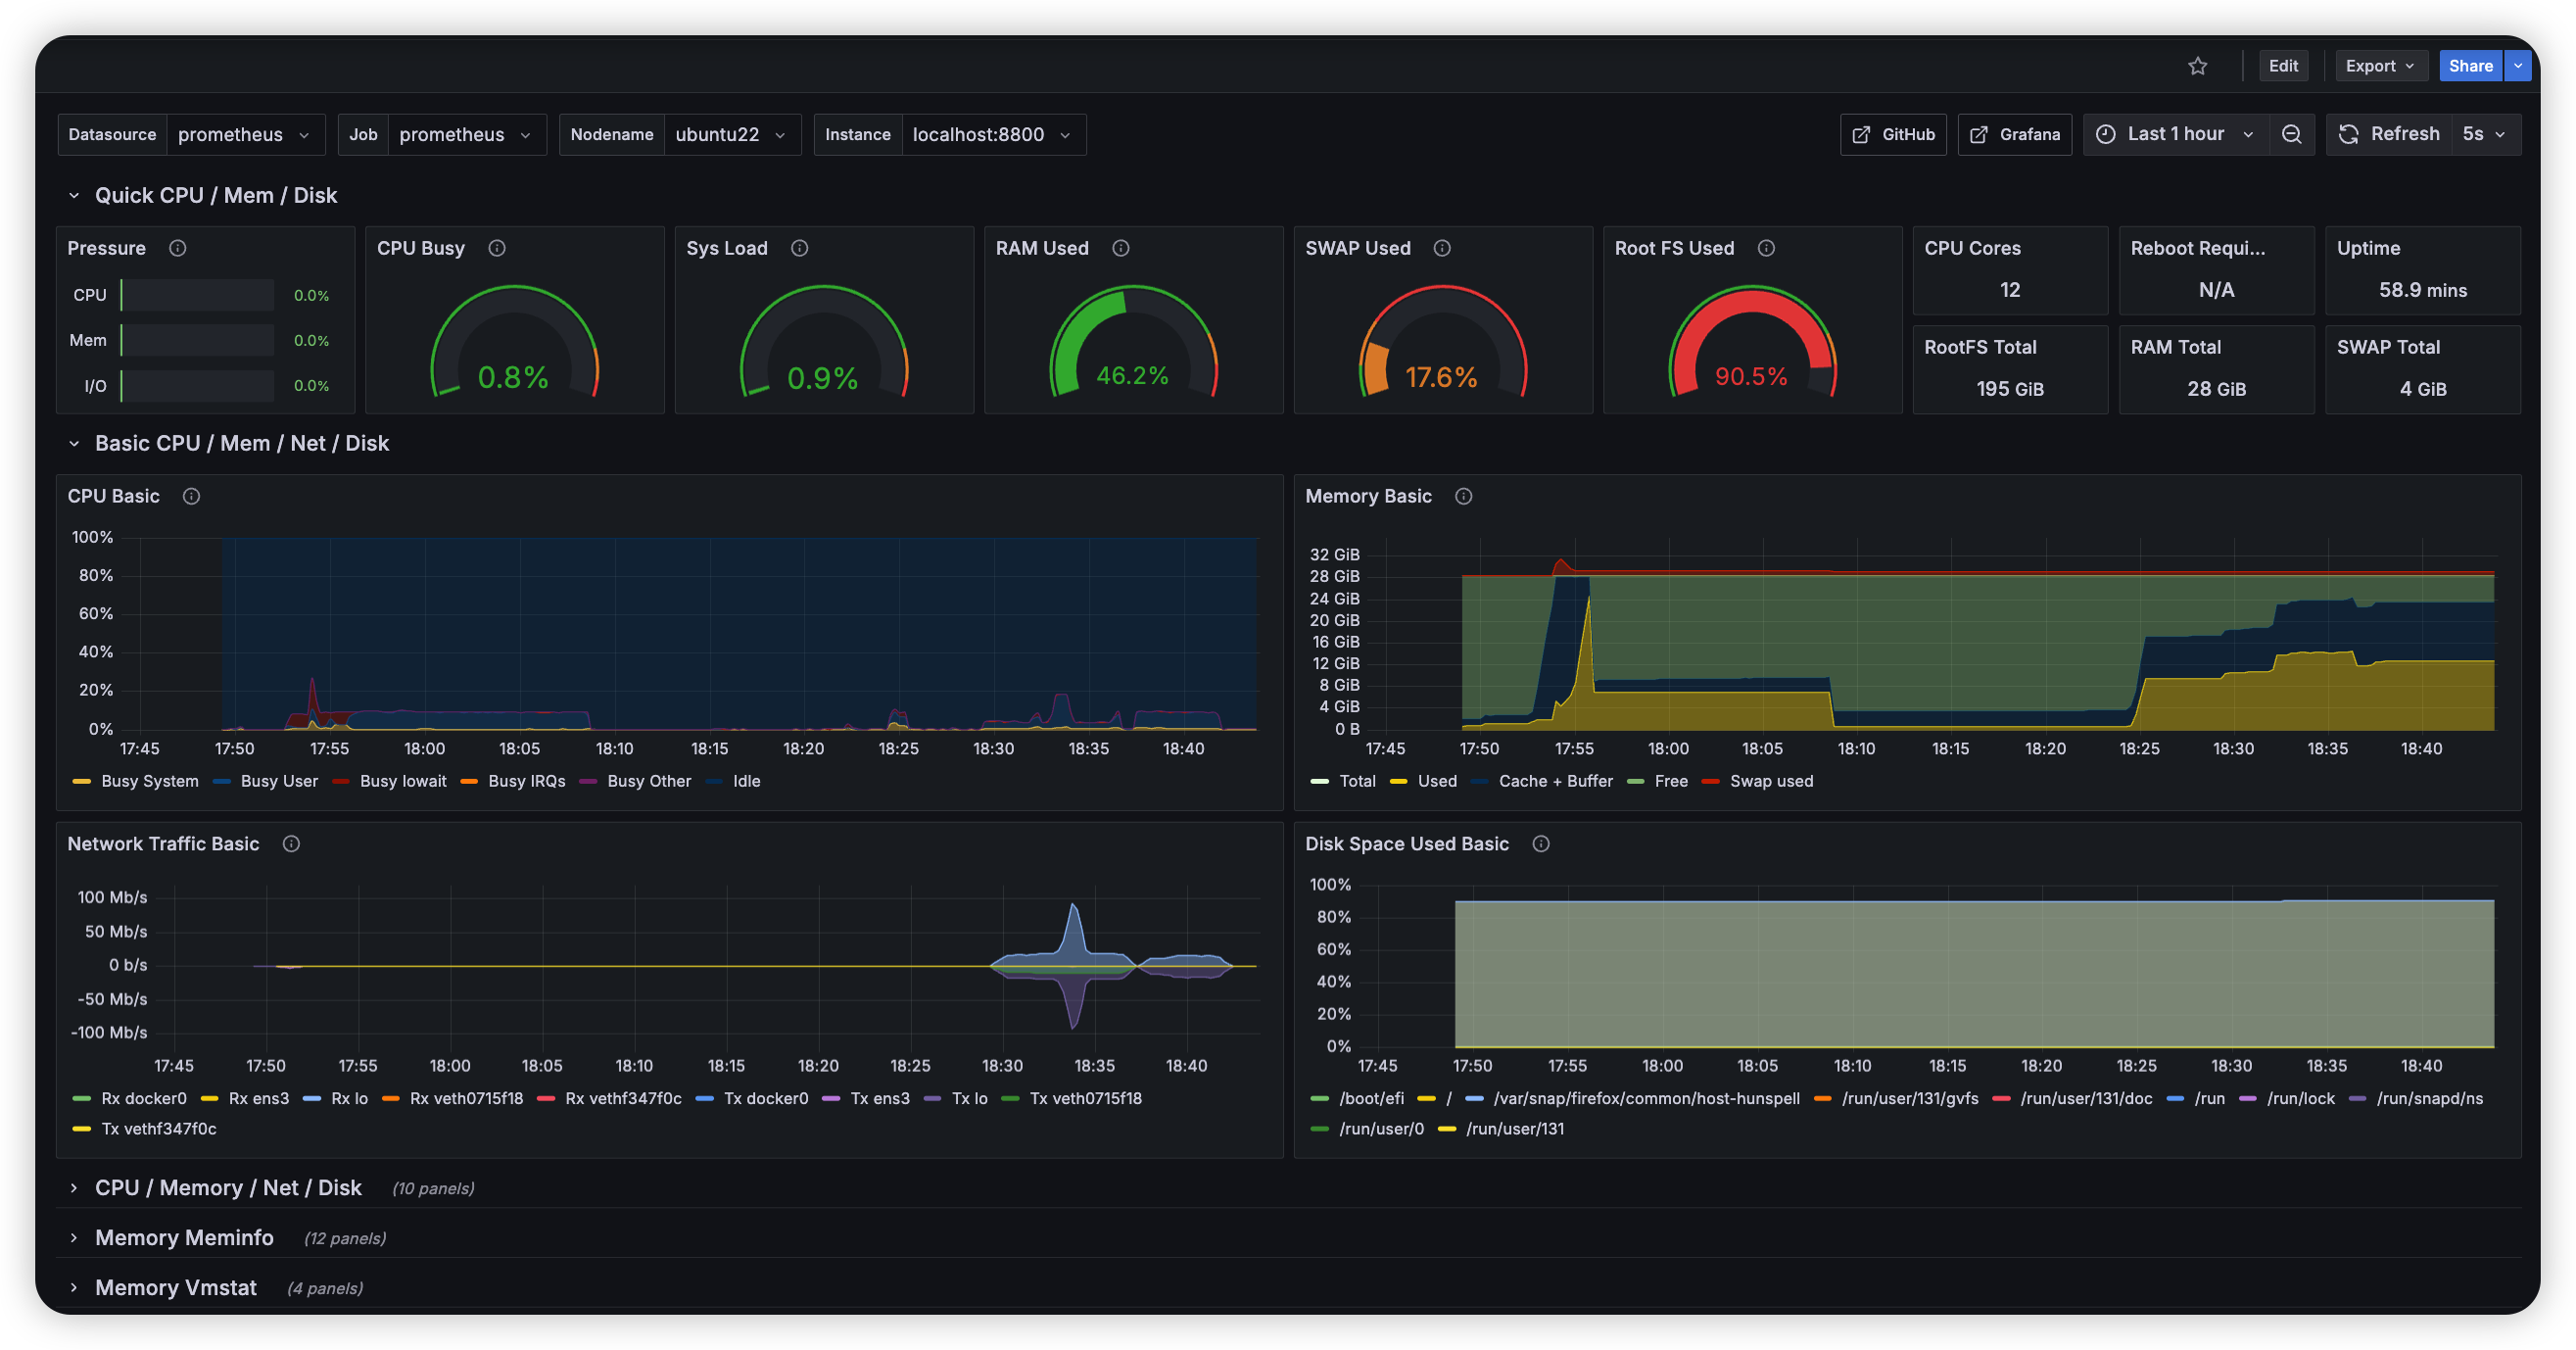 Edit Export Share
Datasource prometheus Job prometheus Nodename ubuntu22 Instance localhost:8800 GitHub Grafana Last 1 hour Refresh 5s
Quick CPU / Mem / Disk
Pressure
CPU 0.0%
Mem 0.0%
I/O 0.0%
CPU Busy
0.8%
Sys Load
0.9%
RAM Used
46.2%
SWAP Used
17.6%
Root FS Used
90.5%
CPU Cores
12
Reboot Requi...
N/A
Uptime
58.9 mins
RootFS Total
195 GiB
RAM Total
28 GiB
SWAP Total
4 GiB
Basic CPU / Mem / Net / Disk
CPU Basic
100%
80%
60%
40%
20%
0%
17:45 17:50 17:55 18:00 18:05 18:10 18:15 18:20 18:25 18:30 18:35 18:40
Busy System Busy User Busy Iowait Busy IRQs Busy Other Idle
Memory Basic
32 GiB
28 GiB
24 GiB
20 GiB
16 GiB
12 GiB
8 GiB
4 GiB
0 B
17:45 17:50 17:55 18:00 18:05 18:10 18:15 18:20 18:25 18:30 18:35 18:40
Total Used Cache + Buffer Free Swap used
Network Traffic Basic
100 Mb/s
50 Mb/s
0 b/s
-50 Mb/s
-100 Mb/s
17:45 17:50 17:55 18:00 18:05 18:10 18:15 18:20 18:25 18:30 18:35 18:40
Rx docker0 Rx ens3 Rx lo Rx veth0715f18 Rx vethf347f0c Tx docker0 Tx ens3 Tx lo Tx veth0715f18
Tx vethf347f0c
Disk Space Used Basic
100%
80%
60%
40%
20%
0%
17:45 17:50 17:55 18:00 18:05 18:10 18:15 18:20 18:25 18:30 18:35 18:40
/boot/efi / /var/snap/firefox/common/host-hunspell /run/user/131/gvfs /run/user/131/doc /run /run/lock /run/snapd/ns
/run/user/0 /run/user/131
CPU / Memory / Net / Disk (10 panels)
Memory Meminfo (12 panels)
Memory Vmstat (4 panels)